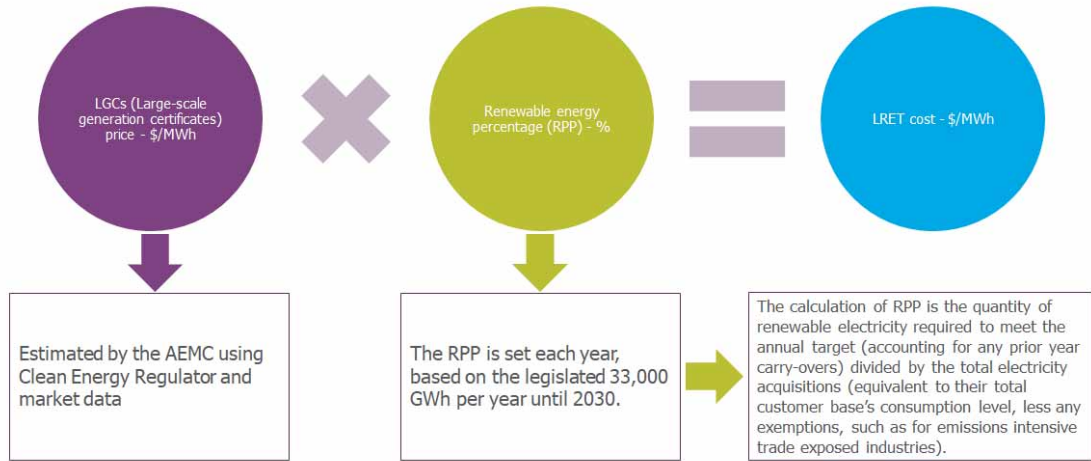 LGCs (Large-scale
generation certificates)
price - $/MWh
Renewable energy
percentage (RPP) - %
LRET cost - $/MWh
Estimated by the AEMC using
Clean Energy Regulator and
market data
The RPP is set each year,
based on the legislated 33,000
GWh per year until 2030.
The calculation of RPP is the quantity of
renewable electricity required to meet the
annual target (accounting for any prior year
carry-overs) divided by the total electricity
acquisitions (equivalent to their total
customer base's consumption level, less any
exemptions, such as for emissions intensive
trade exposed industries).